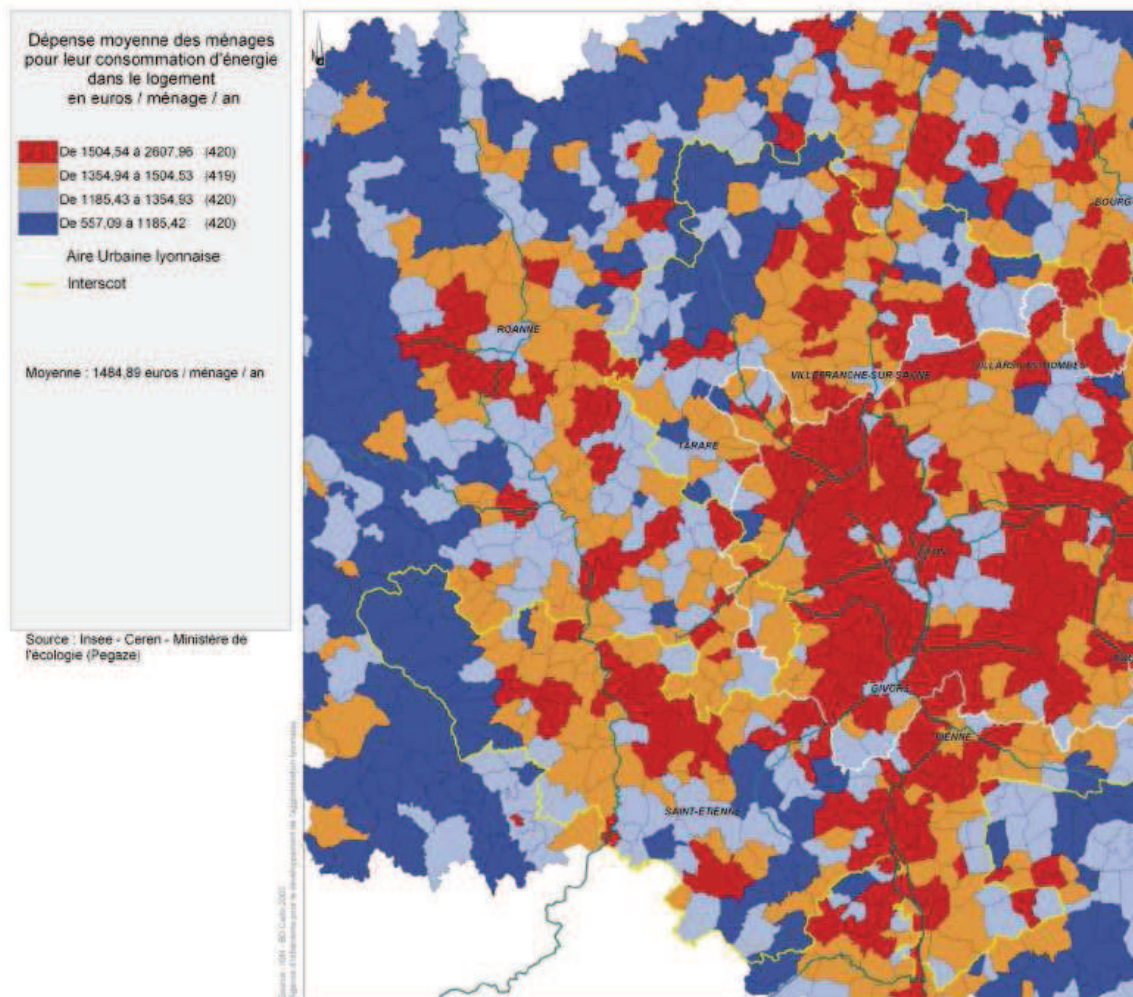 Dépense moyenne des ménages
pour leur consommation d'énergie
dans le logement
en euros / ménage / an
De 1504,54 à 2607,96 (420)
De 1354,94 à 1504,53 (419)
De 1185,43 à 1354,93 (420)
De 557,09 à 1185,42 (420)
Aire Urbaine lyonnaise
Interscot
Moyenne : 1484,89 euros / ménage / an
Source : Insee - Ceren - Ministère de
l'écologie (Pegaze)
BOURG
ROANNE
VILLEFRANCHE-SUR-SAONE
TARARE
LYON
GIVORS
VIENNE
SAINT-ETIENNE